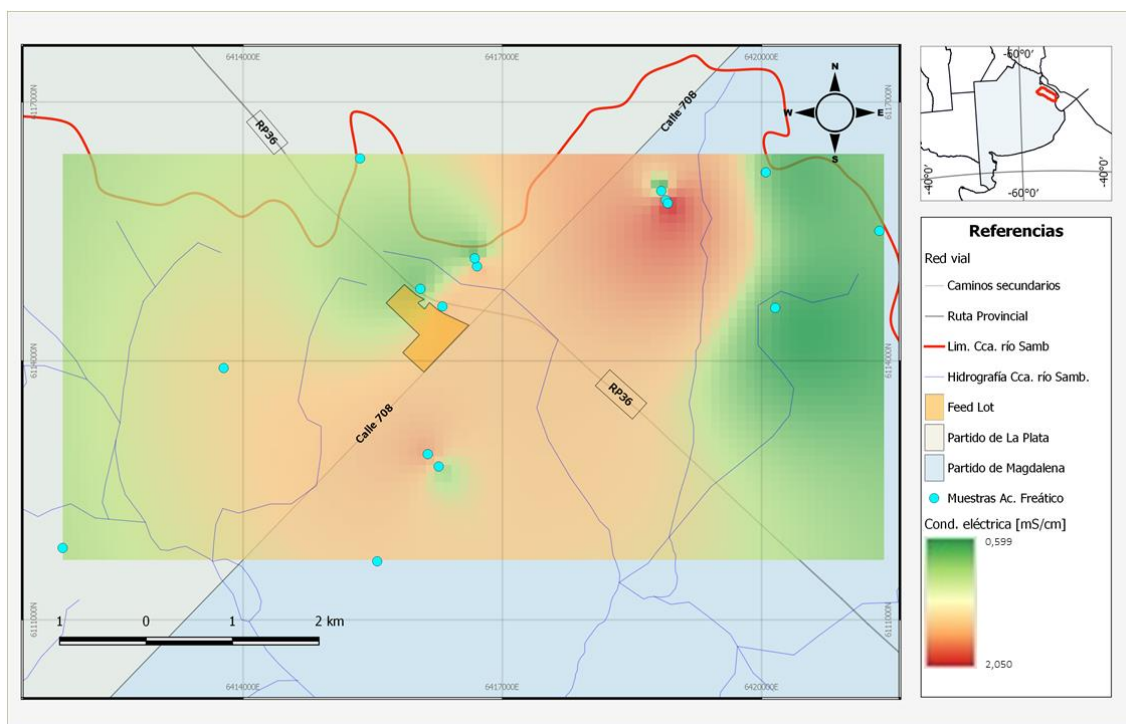 6414000E
6417000E
6420000E
6117000N
6117000N
RP36
Calle 708
N
W
E
S
6114000N
6114000N
RP36
Calle 708
6111000N
6111000N
1 0 1 2 km
6414000E
6417000E
6420000E
-60°0'
-40°0'
-40°0'
-60°0'
Referencias
Red vial
Caminos secundarios
Ruta Provincial
Lim. Cca. río Samb
Hidrografía Cca. río Samb.
Feed Lot
Partido de La Plata
Partido de Magdalena
Muestras Ac. Freático
Cond. eléctrica [mS/cm]
0,599
2,050